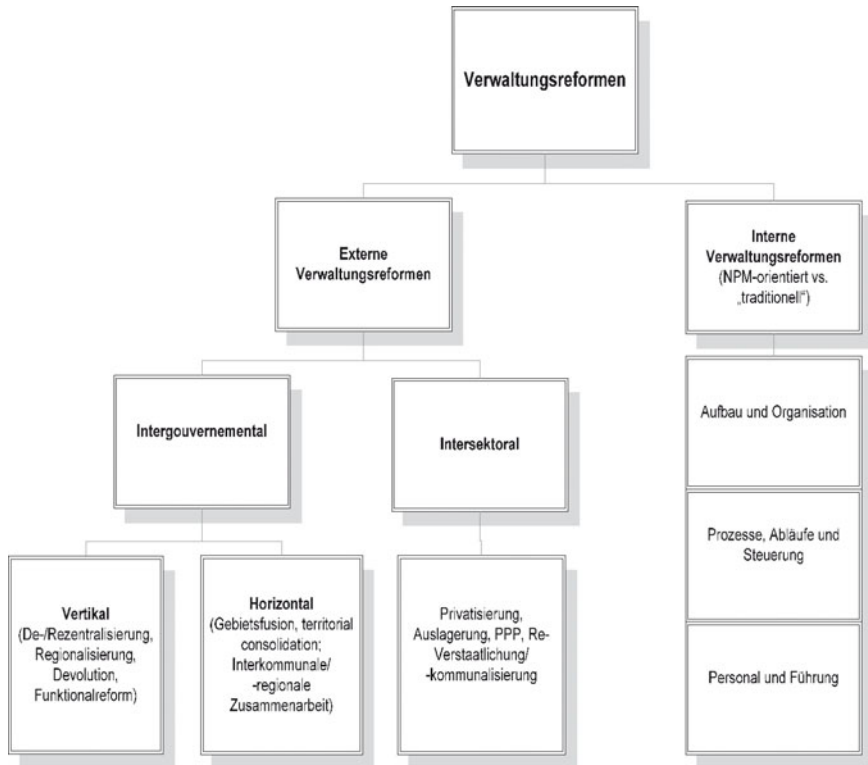 Verwaltungsreformen
Externe
Verwaltungsreformen
Interne
Verwaltungsreformen
(NPM-orientiert vs.
„traditionell“)
Intergouvernemental
Intersektoral
Aufbau und Organisation
Prozesse, Abläufe und
Steuerung
Personal und Führung
Vertikal
(De-/Rezentralisierung,
Regionalisierung,
Devolution,
Funktionalreform)
Horizontal
(Gebietsfusion, territorial
consolidation;
Interkommunale/
-regionale
Zusammenarbeit)
Privatisierung,
Auslagerung, PPP, Re-
Verstaatlichung/
-kommunalisierung